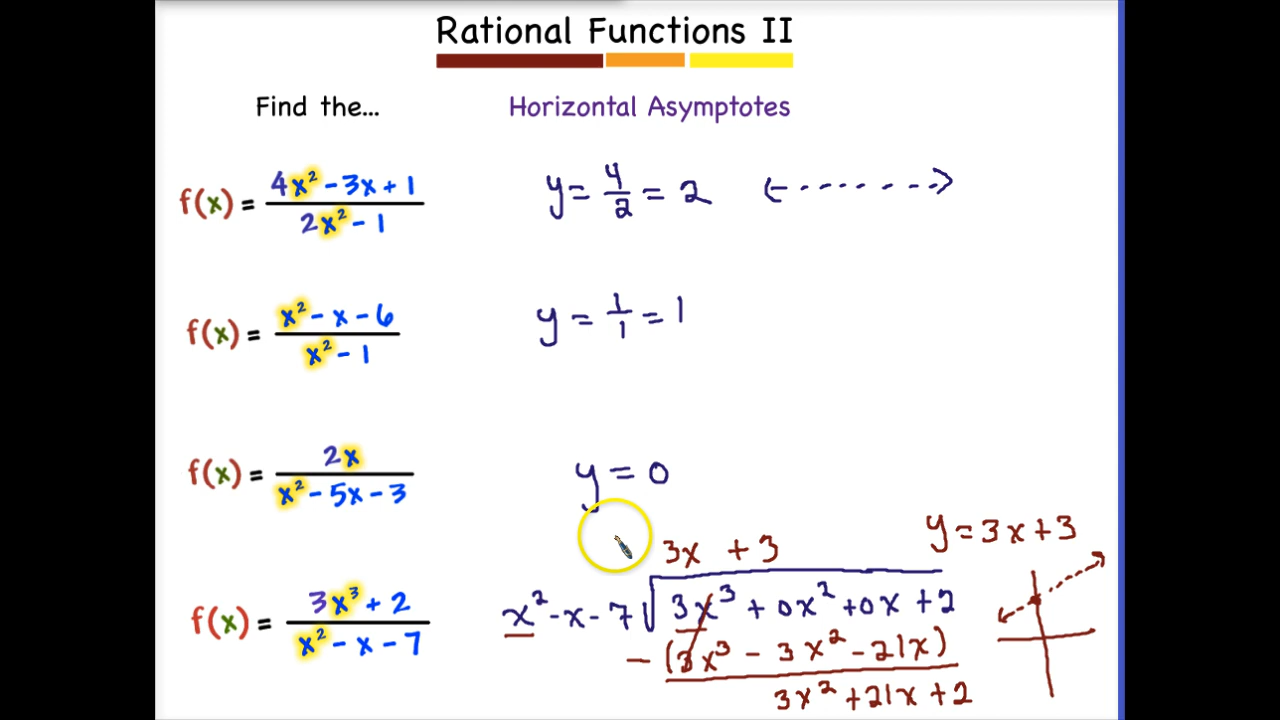 Rational Functions II
Find the... Horizontal Asymptotes
f(x) = (4x² - 3x + 1)/(2x² - 1) y = 4/2 = 2
f(x) = (x² - x - 6)/(x² - 1) y = 1/1 = 1
f(x) = 2x/(x² - 5x - 3) y = 0
y = 3x + 3
3x + 3
f(x) = (3x³ + 2)/(x² - x - 7) x² - x - 7 √ 3x³ + 0x² + 0x + 2
- (3x³ - 3x² - 21x)
3x² + 21x + 2